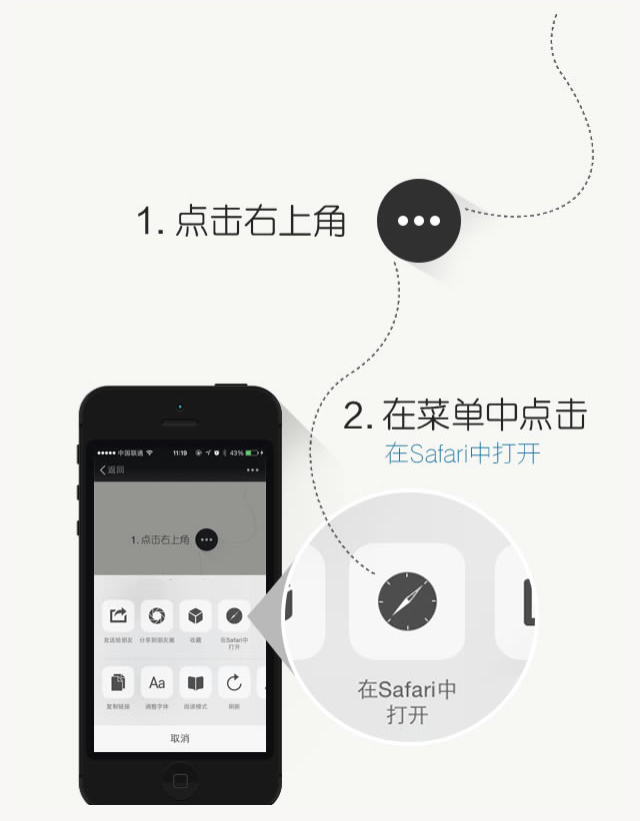 1. 点击右上角
2. 在菜单中点击
在Safari中打开
中国联通 11:19 43%
返回
1. 点击右上角
发送给朋友 分享到朋友圈 收藏 在Safari中
打开
复制链接 调整字体 阅读模式 刷新
取消
在Safari中
打开